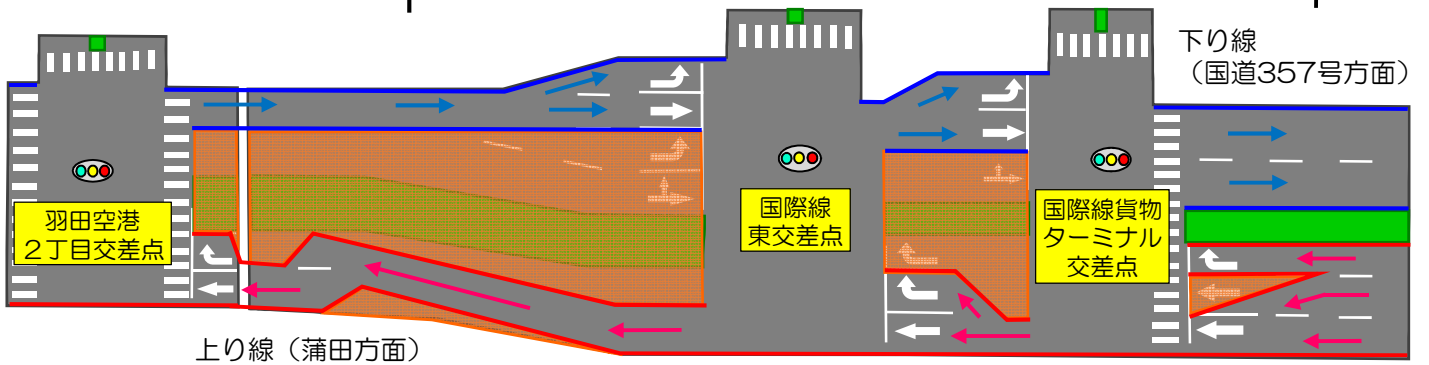 下り線
（国道357号方面）
羽田空港
２丁目交差点
国際線
東交差点
国際線貨物
ターミナル
交差点
上り線（蒲田方面）